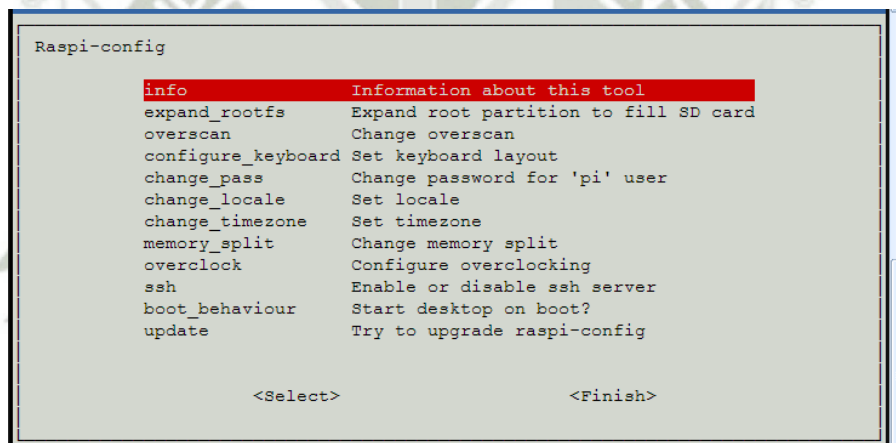 Raspi-config
info Information about this tool
expand_rootfs Expand root partition to fill SD card
overscan Change overscan
configure_keyboard Set keyboard layout
change_pass Change password for 'pi' user
change_locale Set locale
change_timezone Set timezone
memory_split Change memory split
overclock Configure overclocking
ssh Enable or disable ssh server
boot_behaviour Start desktop on boot?
update Try to upgrade raspi-config
<Select> <Finish>